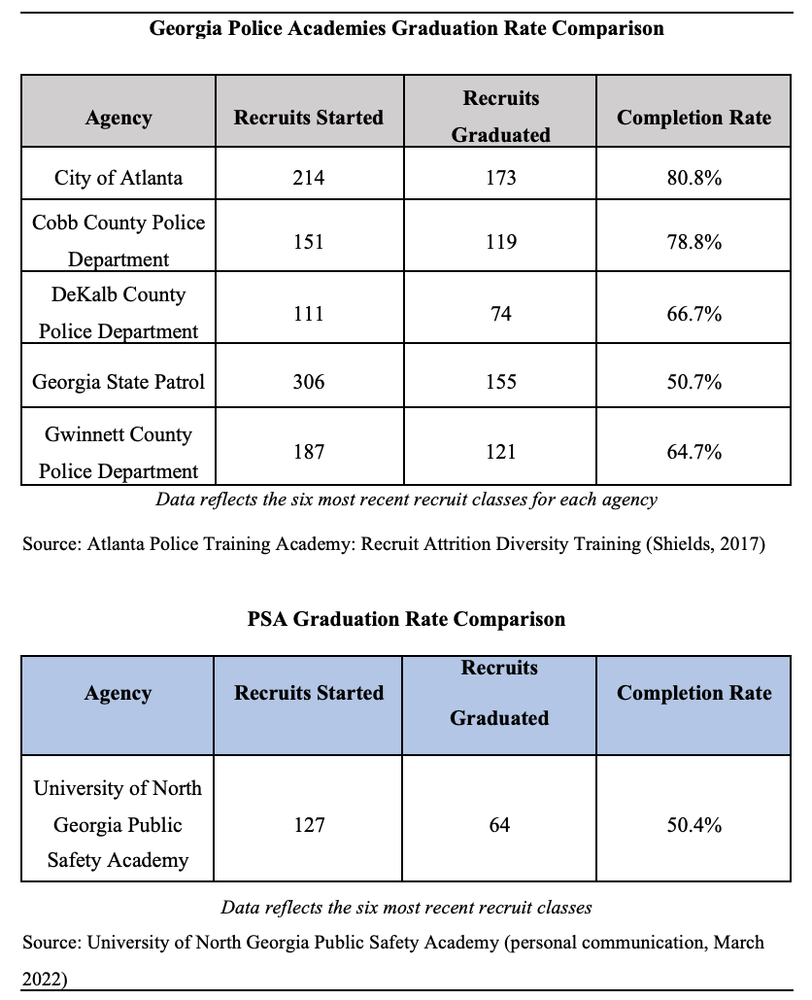 Georgia Police Academies Graduation Rate Comparison
Agency
Recruits Started
Recruits
Graduated
Completion Rate
City of Atlanta
214
173
80.8%
Cobb County Police
Department
151
119
78.8%
DeKalb County
Police Department
111
74
66.7%
Georgia State Patrol
306
155
50.7%
Gwinnett County
Police Department
187
121
64.7%
Data reflects the six most recent recruit classes for each agency
Source: Atlanta Police Training Academy: Recruit Attrition Diversity Training (Shields, 2017)
PSA Graduation Rate Comparison
Agency
Recruits Started
Recruits
Graduated
Completion Rate
University of North
Georgia Public
Safety Academy
127
64
50.4%
Data reflects the six most recent recruit classes
Source: University of North Georgia Public Safety Academy (personal communication, March
2022)